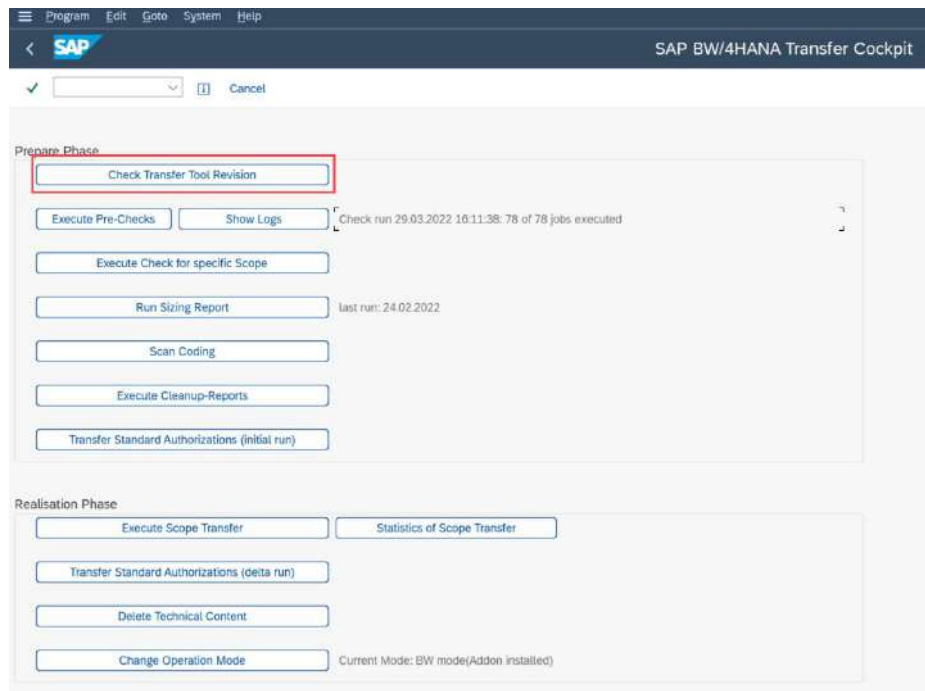 Program Edit Goto System Help
SAP SAP BW/4HANA Transfer Cockpit
Cancel
Prepare Phase
Check Transfer Tool Revision
Execute Pre-Checks Show Logs Check run 29.03.2022 16:11:38: 78 of 78 jobs executed
Execute Check for specific Scope
Run Sizing Report last run: 24.02.2022
Scan Coding
Execute Cleanup-Reports
Transfer Standard Authorizations (initial run)
Realisation Phase
Execute Scope Transfer Statistics of Scope Transfer
Transfer Standard Authorizations (delta run)
Delete Technical Content
Change Operation Mode Current Mode: BW mode(Addon installed)